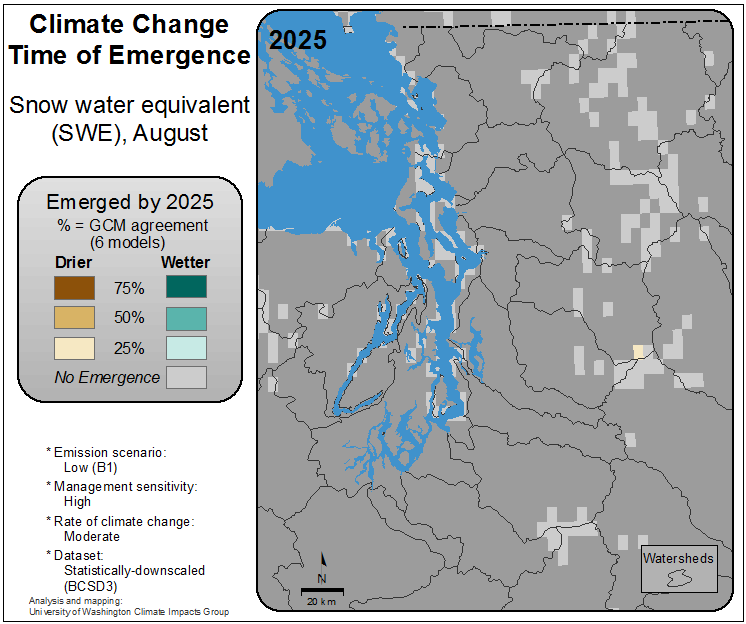 Climate Change
Time of Emergence
Snow water equivalent
(SWE), August
Emerged by 2025
% = GCM agreement
(6 models)
Drier Wetter
75%
50%
25%
No Emergence
* Emission scenario:
Low (B1)
* Management sensitivity:
High
* Rate of climate change:
Moderate
* Dataset:
Statistically-downscaled
(BCSD3)
Analysis and mapping:
University of Washington Climate Impacts Group
2025
N
20 km
Watersheds